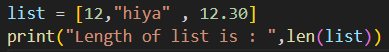 list = [12,"hiya" , 12.30]
print("Length of list is : ",len(list))